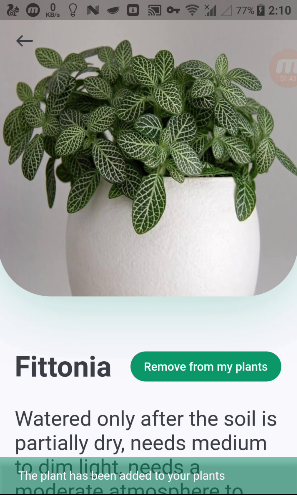 0
KB/s
77% 2:10
Fittonia
Remove from my plants
Watered only after the soil is
partially dry, needs medium
to dim light, needs a
The plant has been added to your plants
moderate atmosphere to